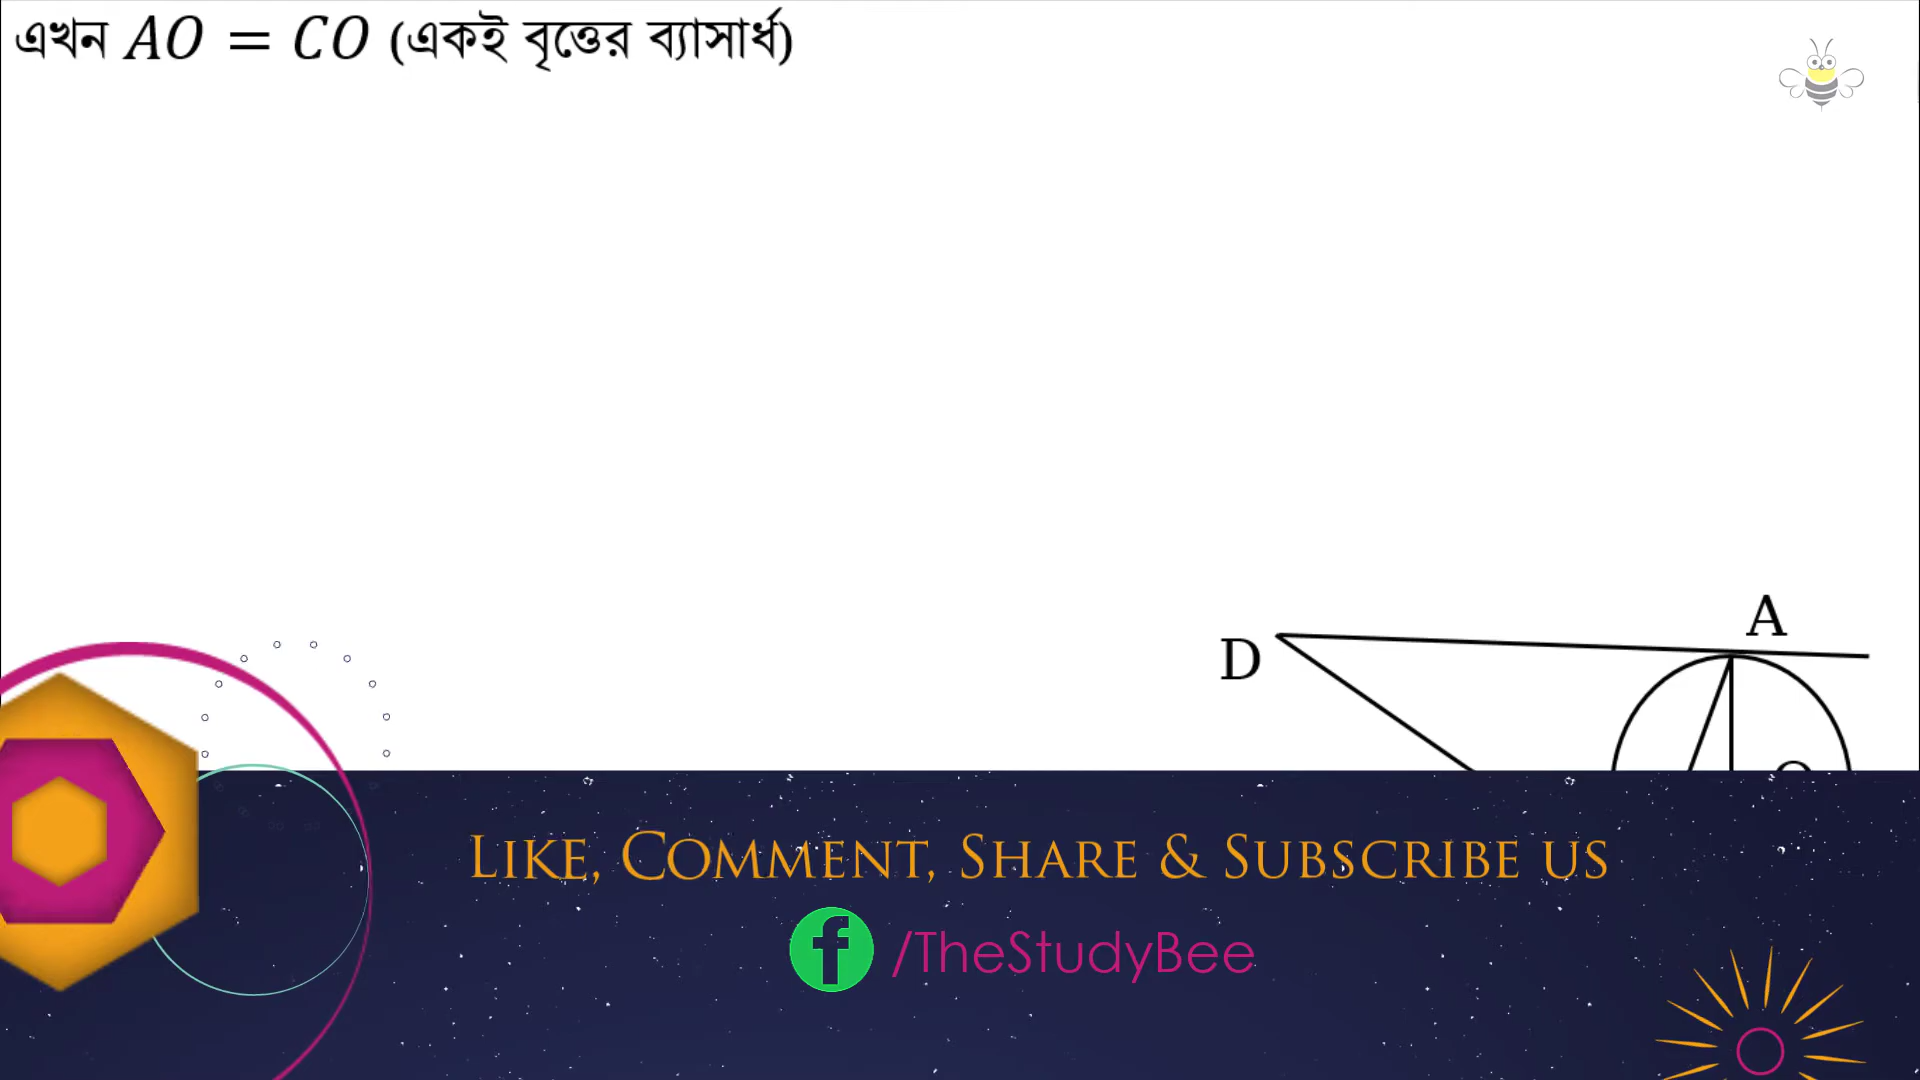 এখন AO = CO (একই বৃত্তের ব্যাসার্ধ)
A
D
LIKE, COMMENT, SHARE & SUBSCRIBE US
f /TheStudyBee